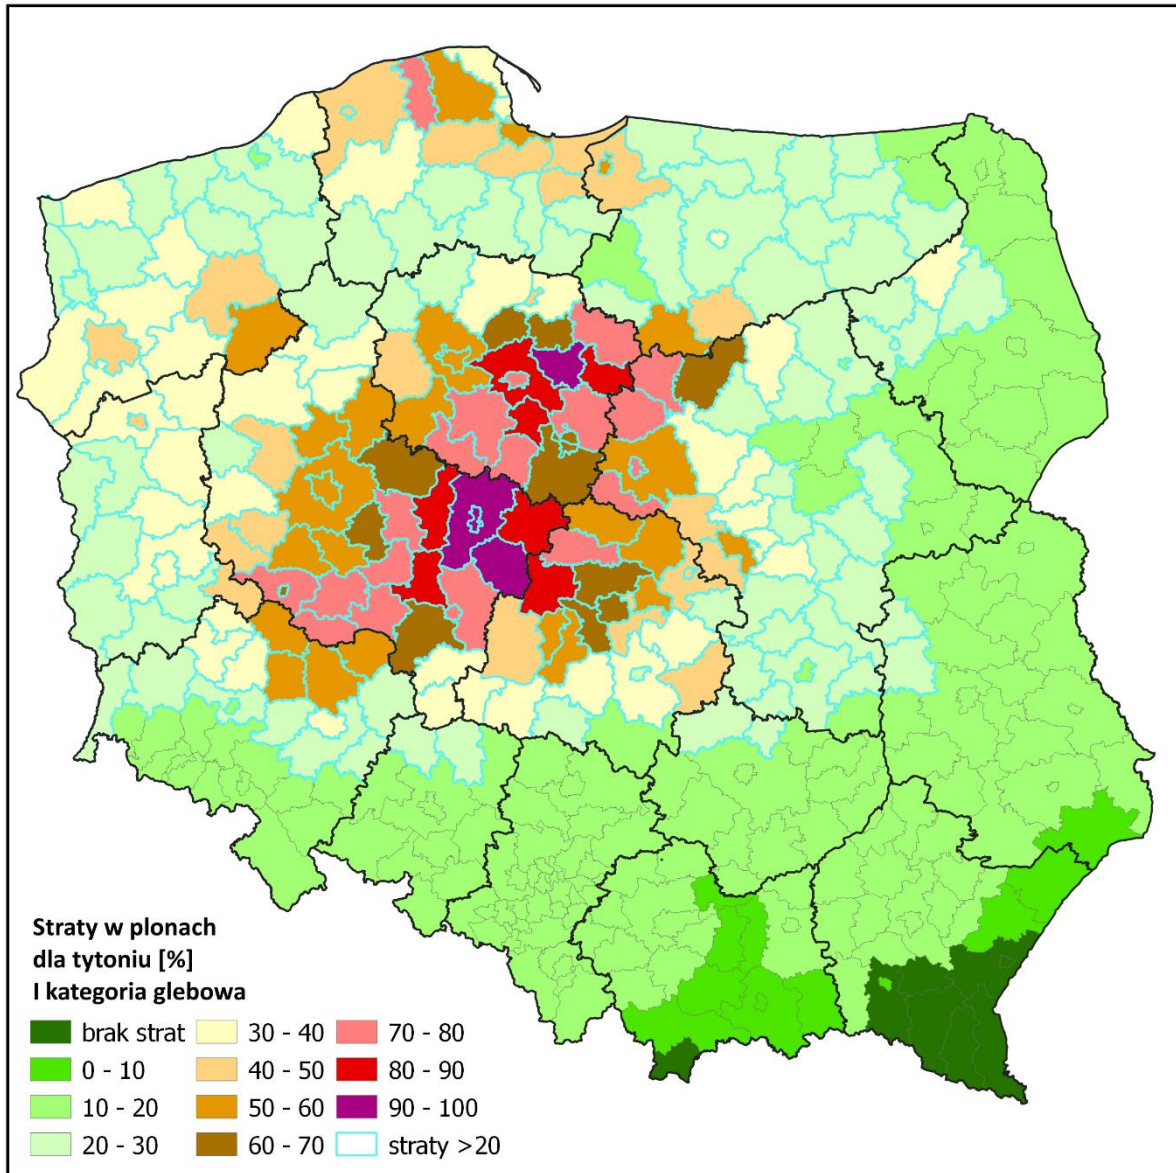 Straty w plonach
dla tytoniu [%]
I kategoria glebowa
brak strat
0 - 10
10 - 20
20 - 30
30 - 40
40 - 50
50 - 60
60 - 70
70 - 80
80 - 90
90 - 100
straty >20